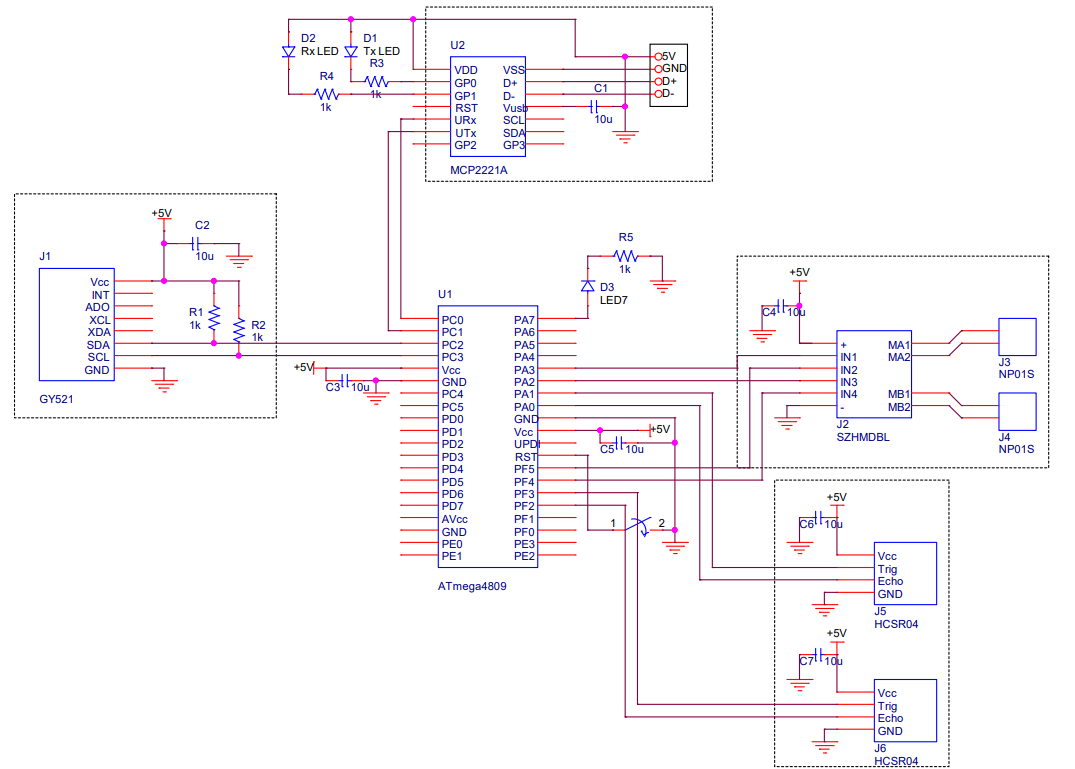 D2
Rx LED
D1
Tx LED
R3
1k
R4
1k
U2
VDD
GP0
GP1
RST
URx
UTx
GP2
VSS
D+
D-
Vusb
SCL
SDA
GP3
MCP2221A
C1
10u
5V
GND
D+
D-
+5V
C2
10u
J1
Vcc
INT
ADO
XCL
XDA
SDA
SCL
GND
GY521
R1
1k
R2
1k
R5
1k
D3
LED7
U1
PC0
PC1
PC2
PC3
Vcc
GND
PC4
PC5
PD0
PD1
PD2
PD3
PD4
PD5
PD6
PD7
AVcc
GND
PE0
PE1
PA7
PA6
PA5
PA4
PA3
PA2
PA1
PA0
GND
Vcc
UPDI
RST
PF5
PF4
PF3
PF2
PF1
PF0
PE3
PE2
ATmega4809
+5V
C3
10u
+5V
C5
10u
1
2
+5V
C4
10u
+
IN1
IN2
IN3
IN4
-
MA1
MA2
MB1
MB2
J2
SZHMDBL
J3
NP01S
J4
NP01S
+5V
C6
10u
Vcc
Trig
Echo
GND
J5
HCSR04
+5V
C7
10u
Vcc
Trig
Echo
GND
J6
HCSR04